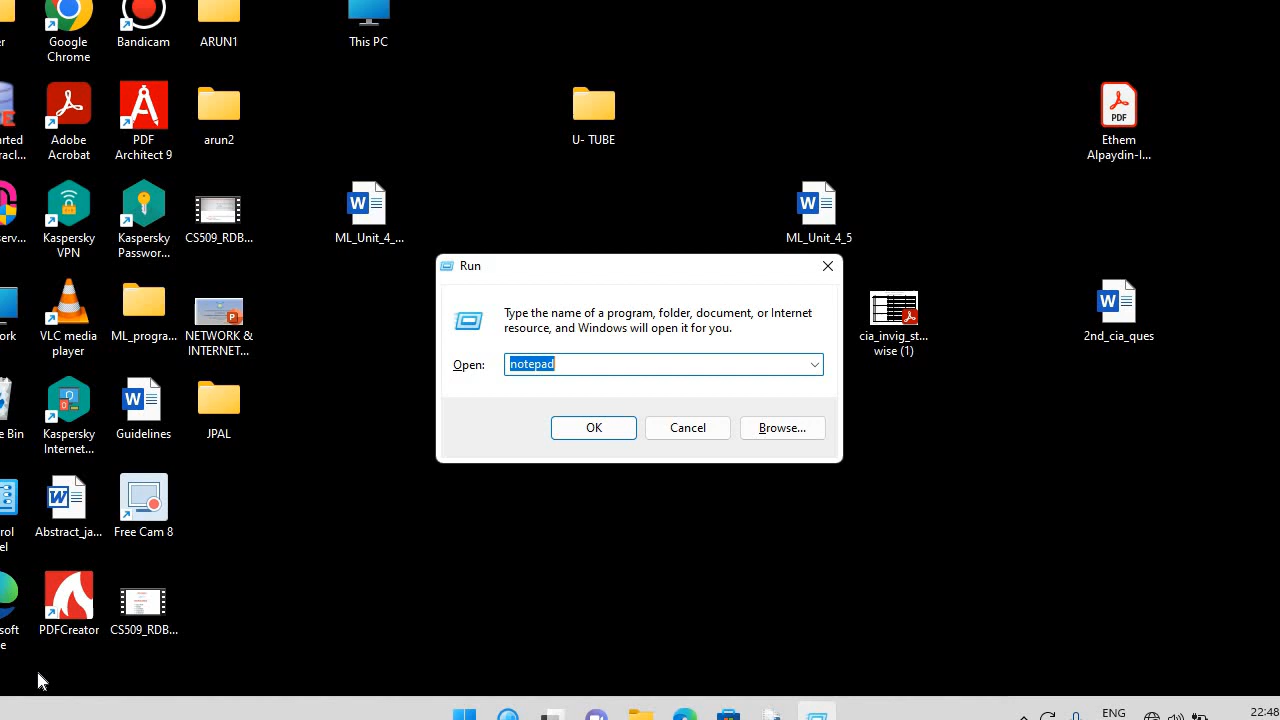 Google
Chrome
Bandicam
ARUN1
This PC
Adobe
Acrobat
PDF
Architect 9
arun2
U- TUBE
PDF
Ethem
Alpaydin-I...
Kaspersky
VPN
Kaspersky
Passwor...
CS509_RDB...
ML_Unit_4_...
ML_Unit_4_5
Run
Type the name of a program, folder, document, or Internet
resource, and Windows will open it for you.
Open:
notepad
OK
Cancel
Browse...
VLC media
player
ML_progra...
NETWORK &
INTERNET...
cia_invig_st...
wise (1)
2nd_cia_ques
Bin
Kaspersky
Internet...
Guidelines
JPAL
Abstract_ja...
Free Cam 8
PDFCreator
CS509_RDB...
ENG
22:48